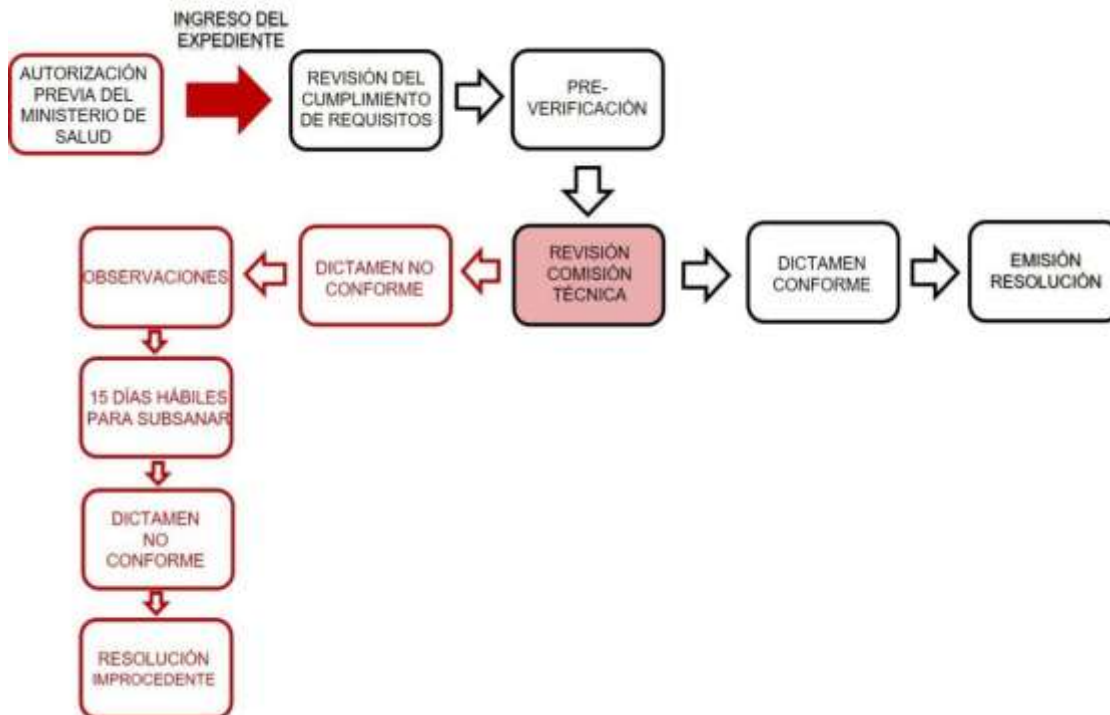 INGRESO DEL
EXPEDIENTE
AUTORIZACIÓN
PREVIA DEL
MINISTERIO DE
SALUD
REVISIÓN DEL
CUMPLIMIENTO
DE REQUISITOS
PRE-
VERIFICACIÓN
OBSERVACIONES
DICTAMEN NO
CONFORME
REVISIÓN
COMISIÓN
TÉCNICA
DICTAMEN
CONFORME
EMISIÓN
RESOLUCIÓN
15 DÍAS HÁBILES
PARA SUBSANAR
DICTAMEN
NO
CONFORME
RESOLUCIÓN
IMPROCEDENTE